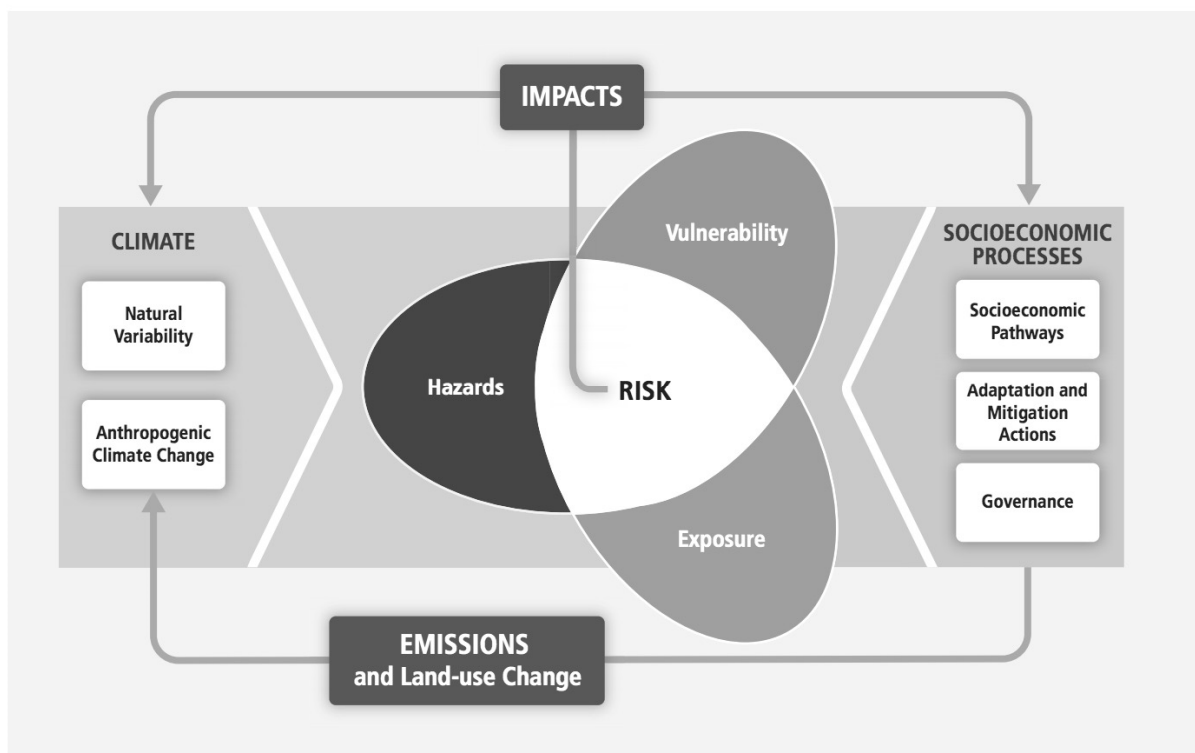 IMPACTS
CLIMATE
Natural
Variability
Anthropogenic
Climate Change
Vulnerability
Hazards
RISK
Exposure
SOCIOECONOMIC
PROCESSES
Socioeconomic
Pathways
Adaptation and
Mitigation
Actions
Governance
EMISSIONS
and Land-use Change